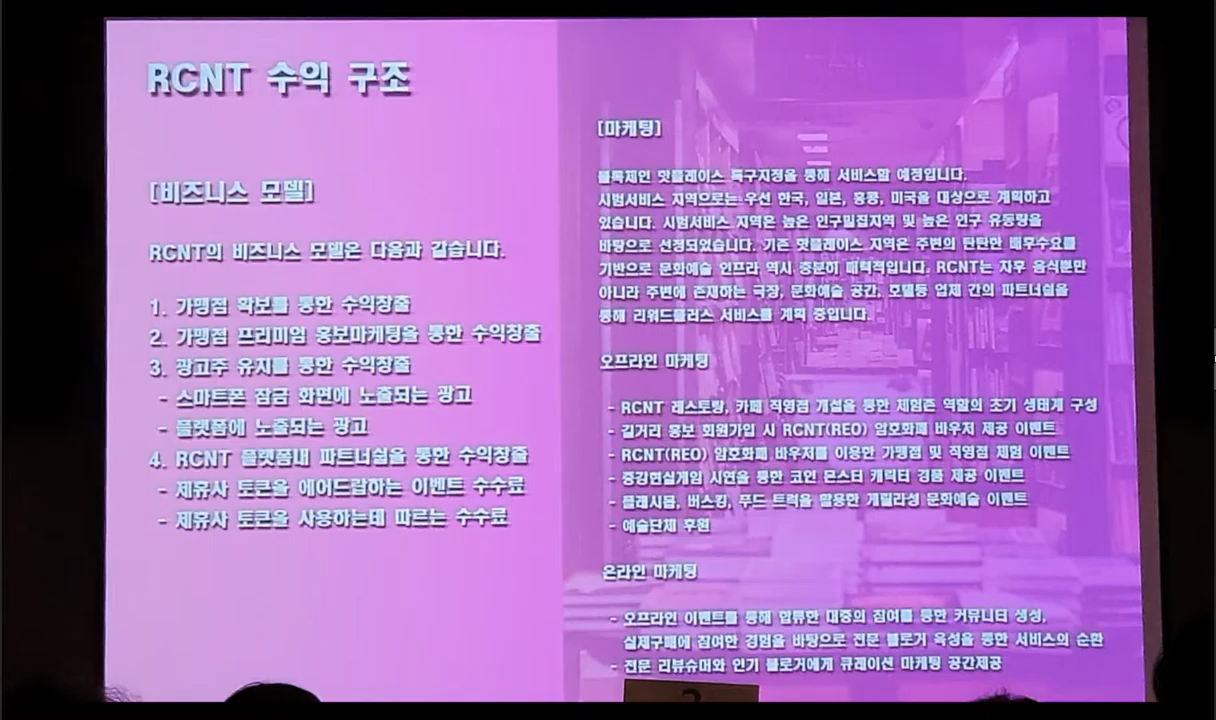 RCNT 수익 구조
[비즈니스 모델]
RCNT의 비즈니스 모델은 다음과 같습니다.
1. 가맹점 확보를 통한 수익창출
2. 가맹점 프리미엄 홍보마케팅을 통한 수익창출
3. 광고주 유치를 통한 수익창출
- 스마트폰 잠금 화면에 노출되는 광고
- 플랫폼에 노출되는 광고
4. RCNT 플랫폼내 파트너쉽을 통한 수익창출
- 제휴사 토큰을 에어드랍하는 이벤트 수수료
- 제휴사 토큰을 사용하는데 따르는 수수료
[마케팅]
블록체인 핫플레이스 특구지정을 통해 서비스할 예정입니다.
시범서비스 지역으로는 우선 한국, 일본, 홍콩, 미국을 대상으로 계획하고
있습니다. 시범서비스 지역은 높은 인구밀집지역 및 높은 인구 유동량을
바탕으로 선정되었습니다. 기존 핫플레이스 지역은 주변의 탄탄한 배후수요를
기반으로 문화예술 인프라 역시 충분히 매력적입니다. RCNT는 차후 음식뿐만
아니라 주변에 존재하는 극장, 문화예술 공간, 호텔등 업체 간의 파트너쉽을
통해 리워드플러스 서비스를 계획 중입니다.
오프라인 마케팅
- RCNT 레스토랑, 카페 직영점 개설을 통한 체험존 역할의 초기 생태계 구성
- 길거리 홍보 회원가입 시 RCNT(REO) 암호화폐 바우처 제공 이벤트
- RCNT(REO) 암호화폐 바우처를 이용한 가맹점 및 직영점 체험 이벤트
- 증강현실게임 시연을 통한 코인 몬스터 캐릭터 경품 제공 이벤트
- 플래시몹, 버스킹, 푸드 트럭을 활용한 게릴라성 문화예술 이벤트
- 예술단체 후원
온라인 마케팅
- 오프라인 이벤트를 통해 합류한 대중의 참여를 통한 커뮤니티 생성,
실제구매에 참여한 경험을 바탕으로 전문 블로거 육성을 통한 서비스의 순환
- 전문 리뷰슈머와 인기 블로거에게 큐레이션 마케팅 공간제공